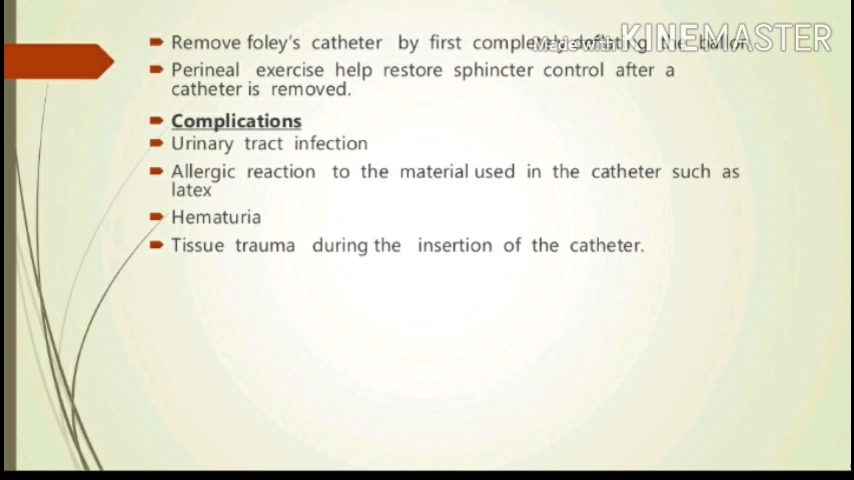 Remove foley's catheter by first completely deflating the ballon
Made with KINEMASTER
Perineal exercise help restore sphincter control after a
catheter is removed.
Complications
Urinary tract infection
Allergic reaction to the material used in the catheter such as
latex
Hematuria
Tissue trauma during the insertion of the catheter.